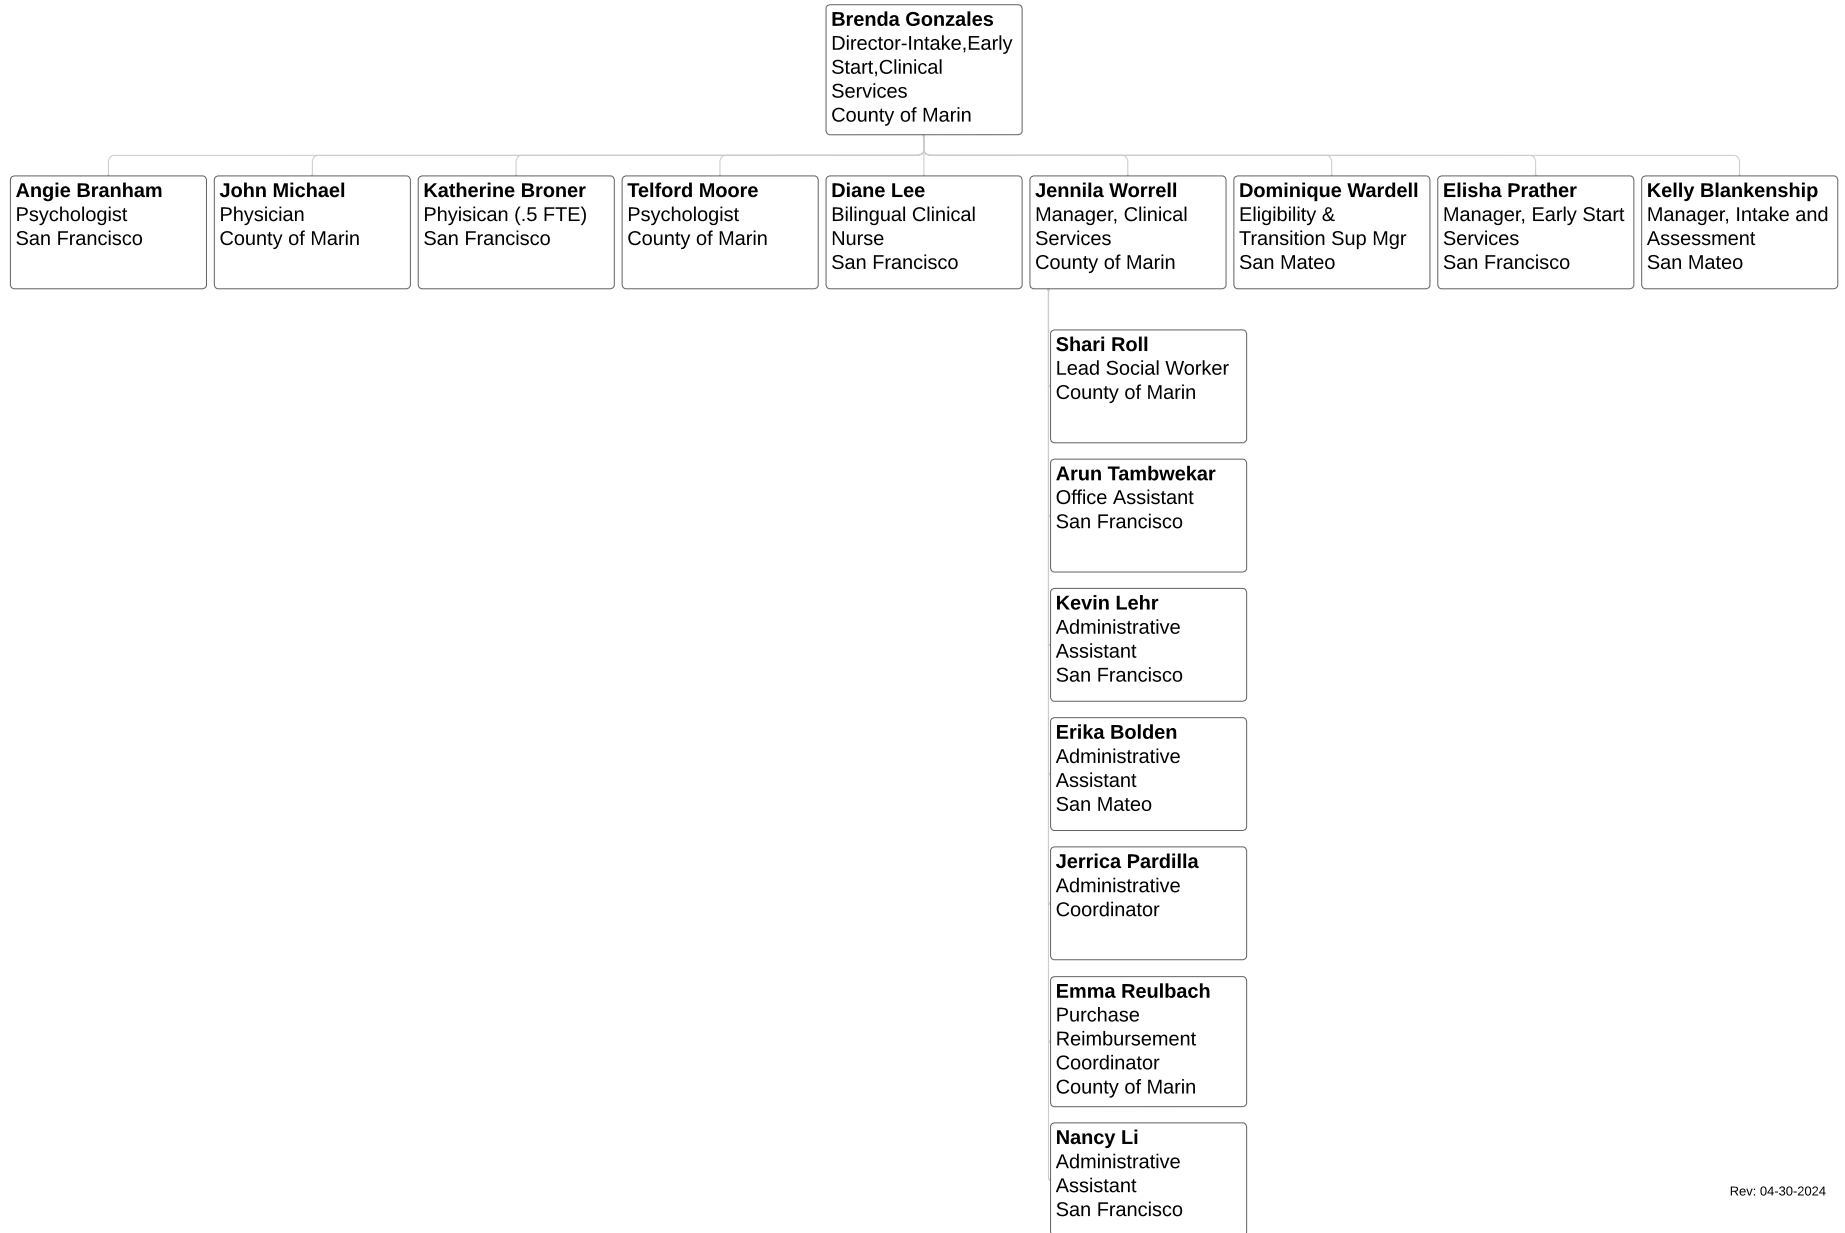 Brenda Gonzales
Director-Intake,Early
Start,Clinical
Services
County of Marin
Angie Branham
Psychologist
San Francisco
John Michael
Physician
County of Marin
Katherine Broner
Phyisican (.5 FTE)
San Francisco
Telford Moore
Psychologist
County of Marin
Diane Lee
Bilingual Clinical
Nurse
San Francisco
Jennila Worrell
Manager, Clinical
Services
County of Marin
Dominique Wardell
Eligibility &
Transition Sup Mgr
San Mateo
Elisha Prather
Manager, Early Start
Services
San Francisco
Kelly Blankenship
Manager, Intake and
Assessment
San Mateo
Shari Roll
Lead Social Worker
County of Marin
Arun Tambwekar
Office Assistant
San Francisco
Kevin Lehr
Administrative
Assistant
San Francisco
Erika Bolden
Administrative
Assistant
San Mateo
Jerrica Pardilla
Administrative
Coordinator
Emma Reulbach
Purchase
Reimbursement
Coordinator
County of Marin
Nancy Li
Administrative
Assistant
San Francisco
Rev: 04-30-2024